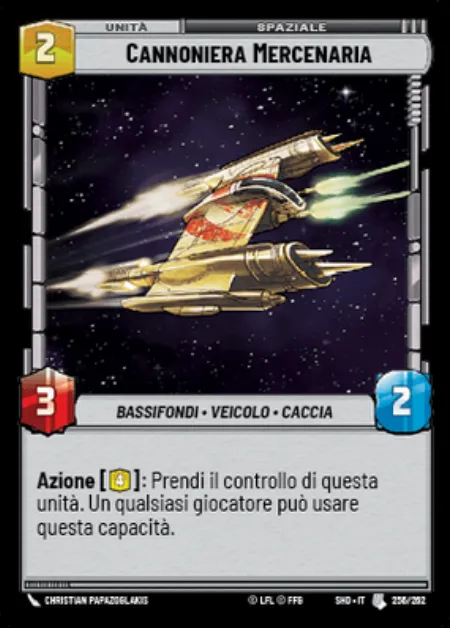 UNITÀ
SPAZIALE
2
CANNONIERA MERCENARIA
3
BASSIFONDI • VEICOLO • CACCIA
2
Azione [4]: Prendi il controllo di questa
unità. Un qualsiasi giocatore può usare
questa capacità.
CHRISTIAN PAPAZOGLAKIS
© LFL ℗ FFG
SHD • IT
256/262